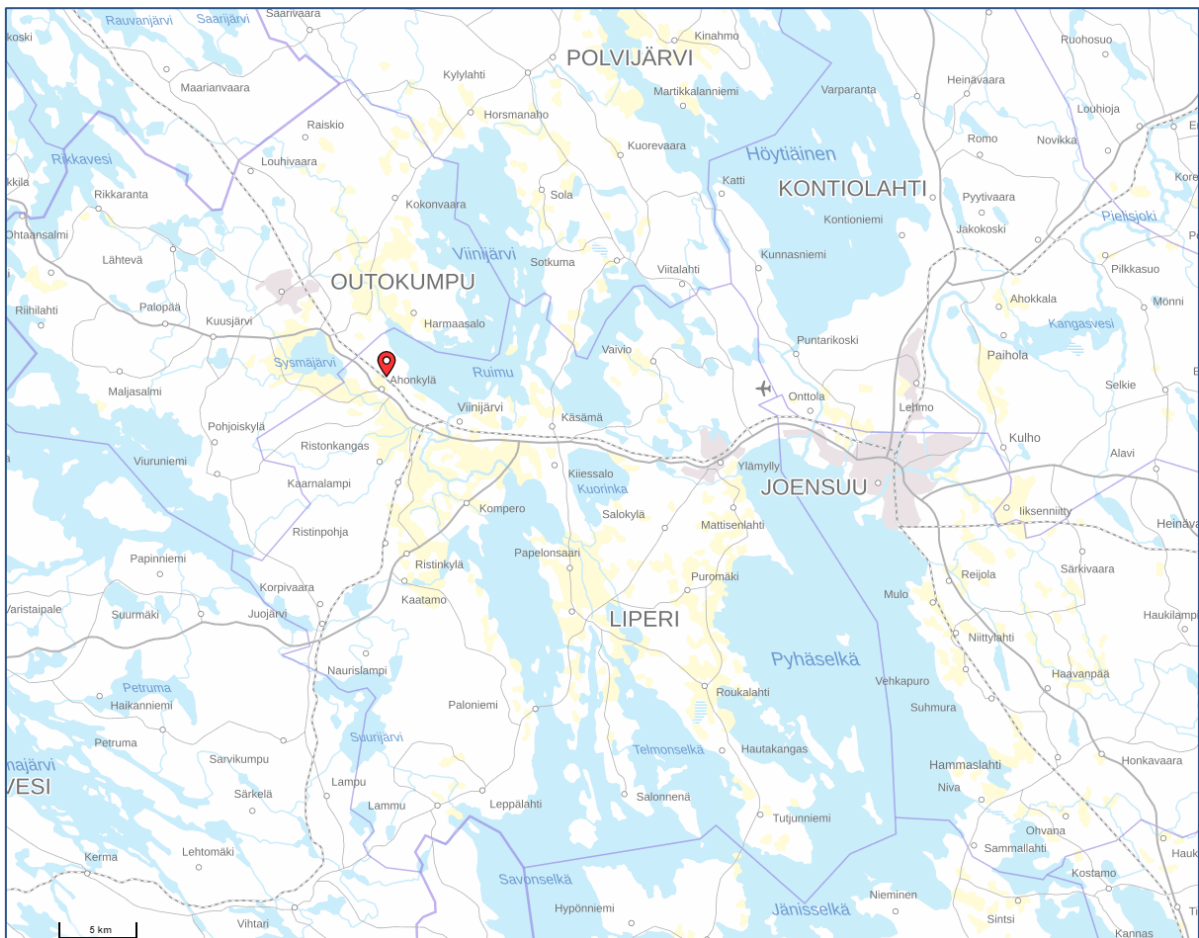 Rauvanjärvi
Saarijärvi
Saarivaara
koski
Kinahmo
Ruohosuo
POLVIJÄRVI
Kylylahti
Maarianvaara
Martikkalanniemi
Varparanta
Heinävaara
Louhioja
Horsmanaho
Raiskio
Romo
Novikka
Kuorevaara
Rikkavesi
Louhivaara
Höytiäinen
Katti
KONTIOLAHTI
Kore
kkila
Rikkaranta
Kokonvaara
Sola
Pyytivaara
Kontioniemi
Jakokoski
Pielisjoki
Ohtaansalmi
Lähtevä
Viinijärvi
Sotkuma
Viitalahti
Kunnasniemi
Pilkkasuo
OUTOKUMPU
Riihilahti
Palopää
Kuusjärvi
Harmaasalo
Ahokkala
Mönni
Kangasvesi
Vaivio
Puntarikoski
Paihola
Sysmäjärvi
Ruimu
Ahonkylä
Maljasalmi
Selkie
Viinijärvi
Käsämä
Onttola
Lehmo
Pohjoiskylä
Ristonkangas
Kulho
Alavi
Viuruniemi
Kaarnalampi
Kiiessalo
Kuorinka
Ylämylly
JOENSUU
Kompero
Salokylä
Mattisenlahti
Iiksenniitty
Heinäva
Ristinpohja
Papinniemi
Ristinkylä
Papelonsaari
Puromäki
Reijola
Särkivaara
Korpivaara
Kaatamo
Mulo
Varistaipale
Suurmäki
Juojärvi
LIPERI
Haukilamp
Niittylahti
Naurislampi
Pyhäselkä
Vehkapuro
Haavanpää
Petruma
Haikanniemi
Paloniemi
Roukalahti
Suhmura
Petruma
Suurijärvi
Telmonselkä
Hautakangas
Sarvikumpu
majärvi
VESI
Hammaslahti
Honkavaara
Lampu
Särkelä
Lammu
Leppälahti
Salonnenä
Niva
Tutjunniemi
Ohvana
Kerma
Lehtomäki
Sammallahti
Hauk
Savonselkä
Kostamo
Hypönniemi
Jänisselkä
Nieminen
Vihtari
Sintsi
Kannas
5 km